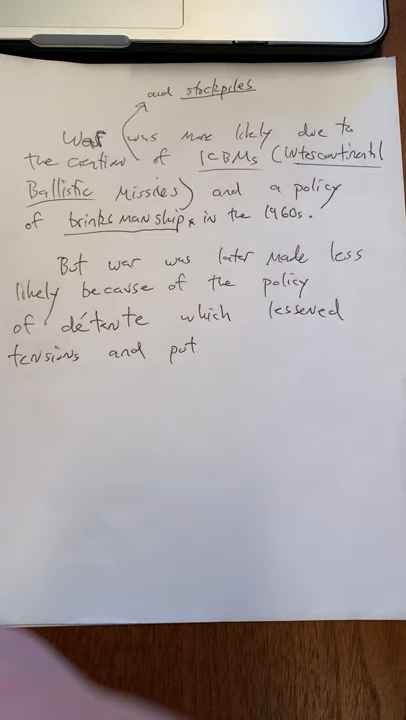 and stockpiles
War was more likely due to
the creation of ICBMs (Intercontinental
Ballistic Missiles) and a policy
of brinksmanship in the 1960s.
But war was later made less
likely because of the policy
of détente which lessened
tensions and put